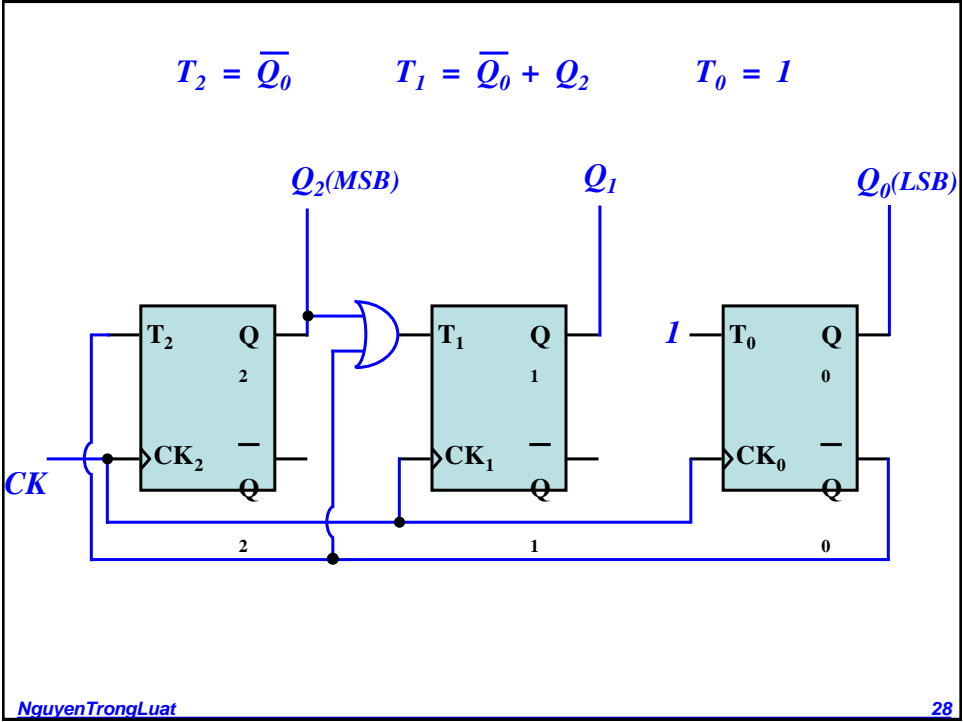 T₂ = Q̅₀ T₁ = Q̅₀ + Q₂ T₀ = 1
Q₂(MSB) Q₁ Q₀(LSB)
T₂ Q T₁ Q 1 T₀ Q
2 1 0
CK₂ CK₁ CK₀
CK
Q̅ Q̅ Q̅
2 1 0
NguyenTrongLuat 28